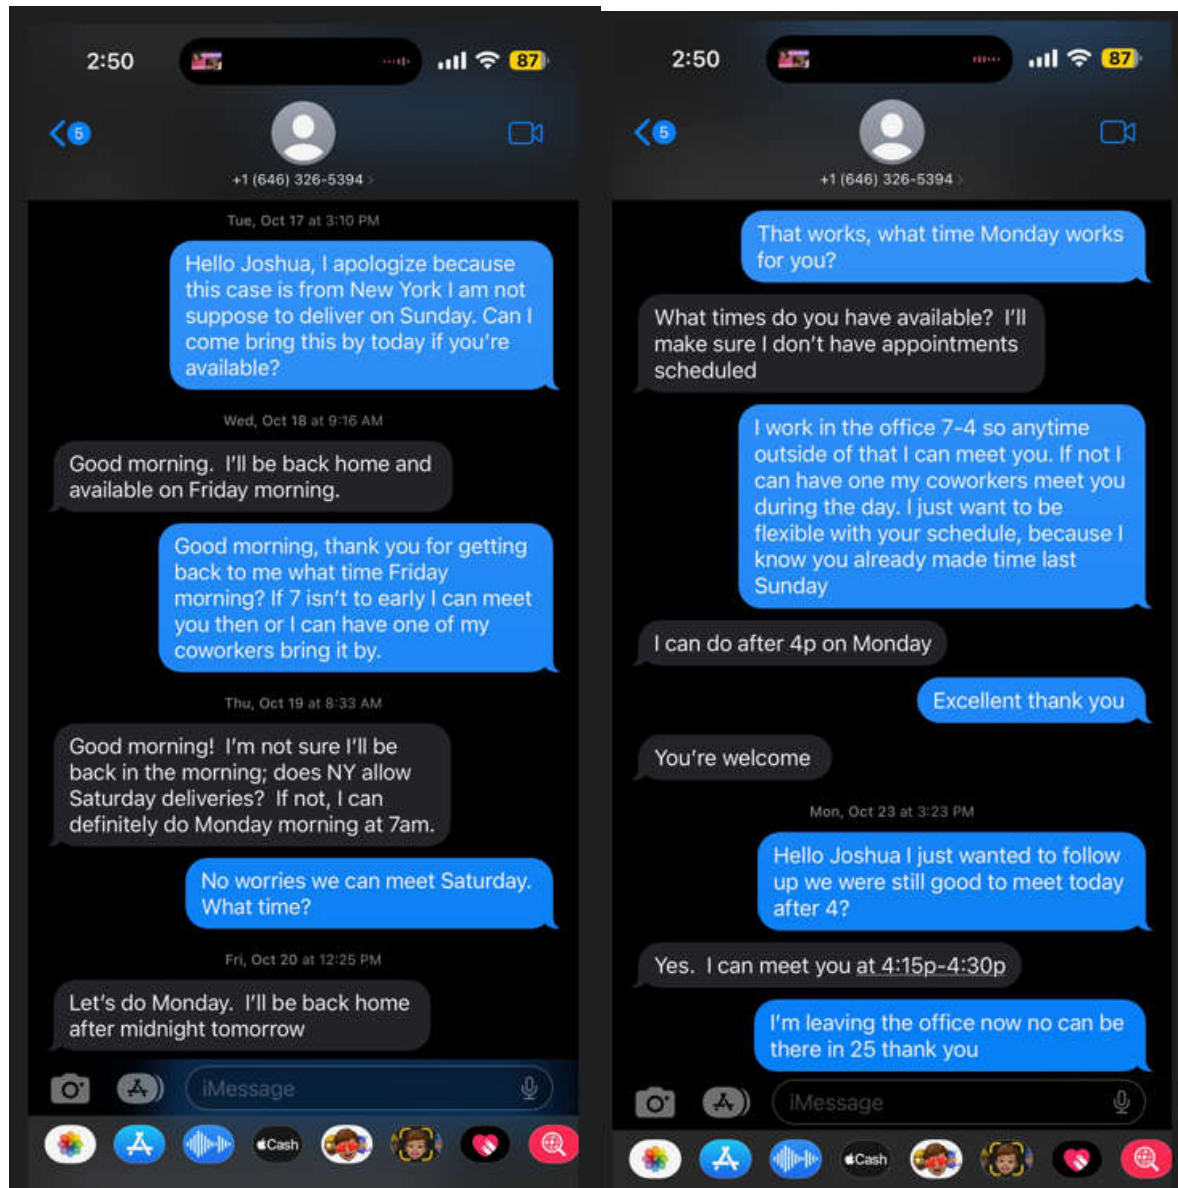 2:50
87
5
+1 (646) 326-5394
Tue, Oct 17 at 3:10 PM
Hello Joshua, I apologize because
this case is from New York I am not
suppose to deliver on Sunday. Can I
come bring this by today if you're
available?
Wed, Oct 18 at 9:16 AM
Good morning.  I'll be back home and
available on Friday morning.
Good morning, thank you for getting
back to me what time Friday
morning? If 7 isn't to early I can meet
you then or I can have one of my
coworkers bring it by.
Thu, Oct 19 at 8:33 AM
Good morning!  I'm not sure I'll be
back in the morning; does NY allow
Saturday deliveries?  If not, I can
definitely do Monday morning at 7am.
No worries we can meet Saturday.
What time?
Fri, Oct 20 at 12:25 PM
Let's do Monday.  I'll be back home
after midnight tomorrow
iMessage
Cash
2:50
87
5
+1 (646) 326-5394
That works, what time Monday works
for you?
What times do you have available?  I'll
make sure I don't have appointments
scheduled
I work in the office 7-4 so anytime
outside of that I can meet you. If not I
can have one my coworkers meet you
during the day. I just want to be
flexible with your schedule, because I
know you already made time last
Sunday
I can do after 4p on Monday
Excellent thank you
You're welcome
Mon, Oct 23 at 3:23 PM
Hello Joshua I just wanted to follow
up we were still good to meet today
after 4?
Yes.  I can meet you at 4:15p-4:30p
I'm leaving the office now no can be
there in 25 thank you
iMessage
Cash